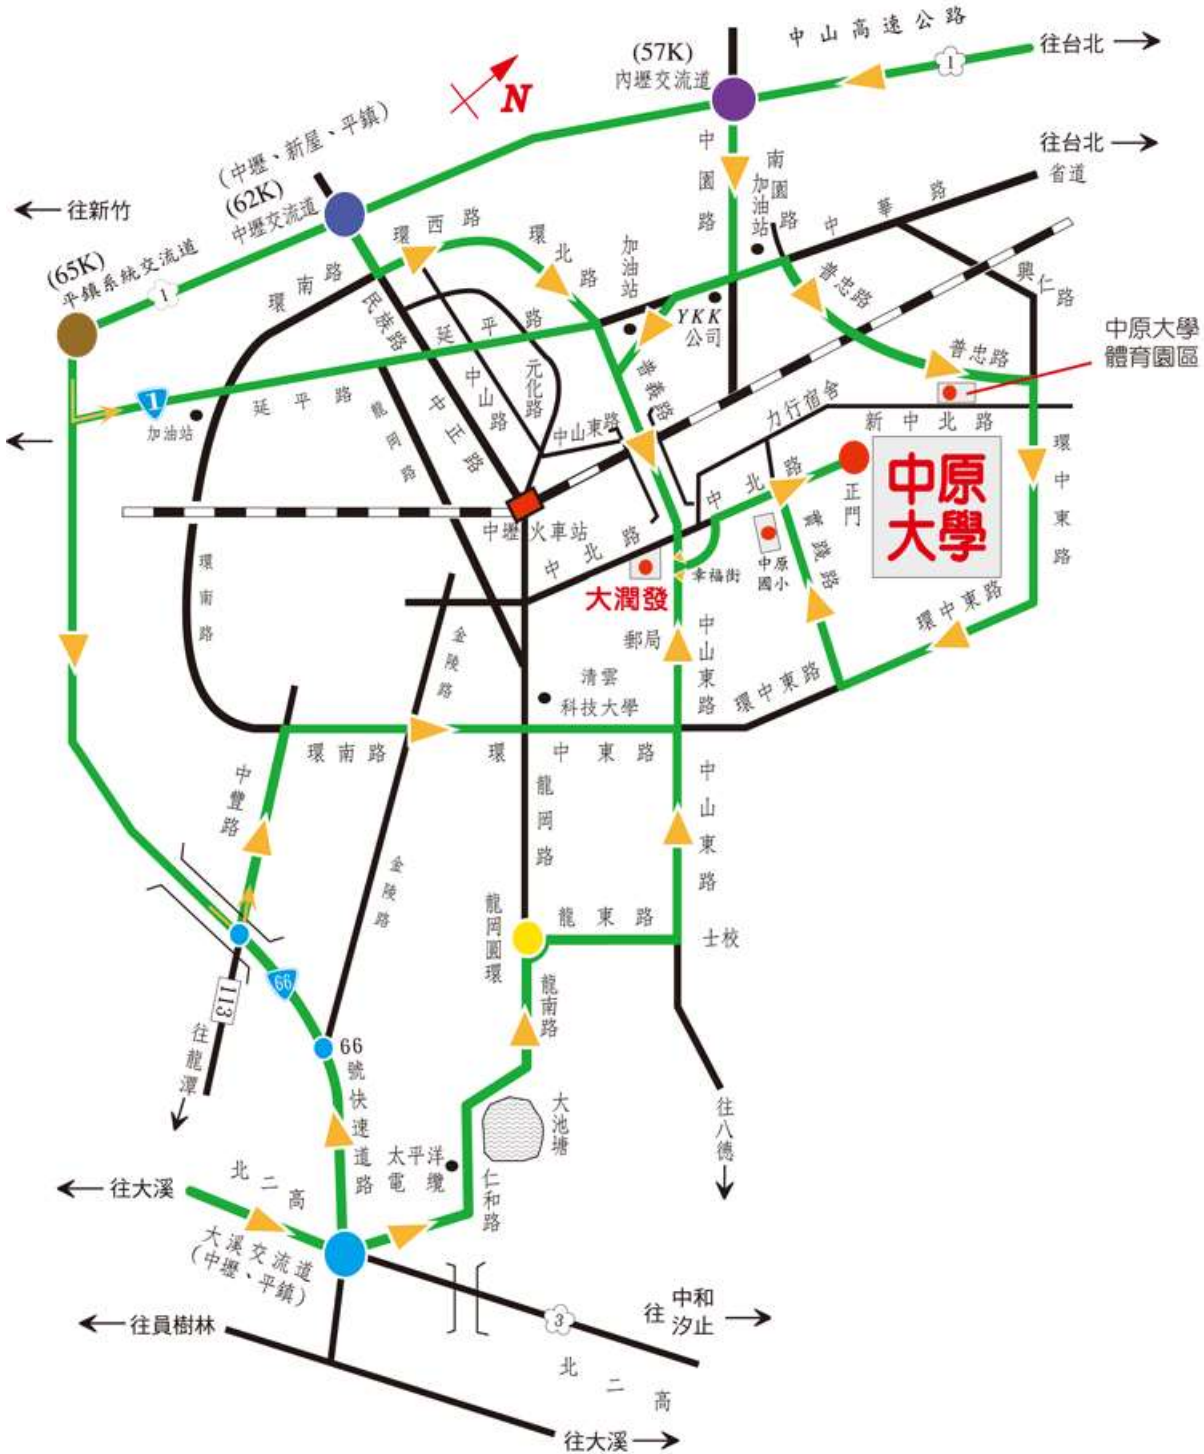 中山高速公路
1
往台北
(57K)
內壢交流道
N
往台北
省道
中園路
南園路
加油站
中華路
(中壢、新屋、平鎮)
(62K)
中壢交流道
往新竹
(65K)
平鎮系統交流道
1
環西路
環北路
加油站
環南路
民族路
延平路
YKK
公司
普忠路
興仁路
中原大學
體育園區
普忠路
1
加油站
延平路
龍岡路
中正路
中山路
元化路
中山東路
普義路
力行宿舍
新中北路
中原
大學
正門
中北路
環中東路
中壢火車站
中北路
大潤發
幸福街
中原
國小
實踐路
環中東路
環南路
金陵路
郵局
中山東路
環中東路
清雲
科技大學
環南路
環中東路
中豐路
龍岡路
中山東路
金陵路
龍岡圓環
龍東路
士校
66
113
往龍潭
龍南路
66
號快速道路
大池塘
往八德
太平洋
電纜
仁和路
往大溪
北二高
大溪交流道
(中壢、平鎮)
往員樹林
3
往
中和
汐止
北二高
往大溪